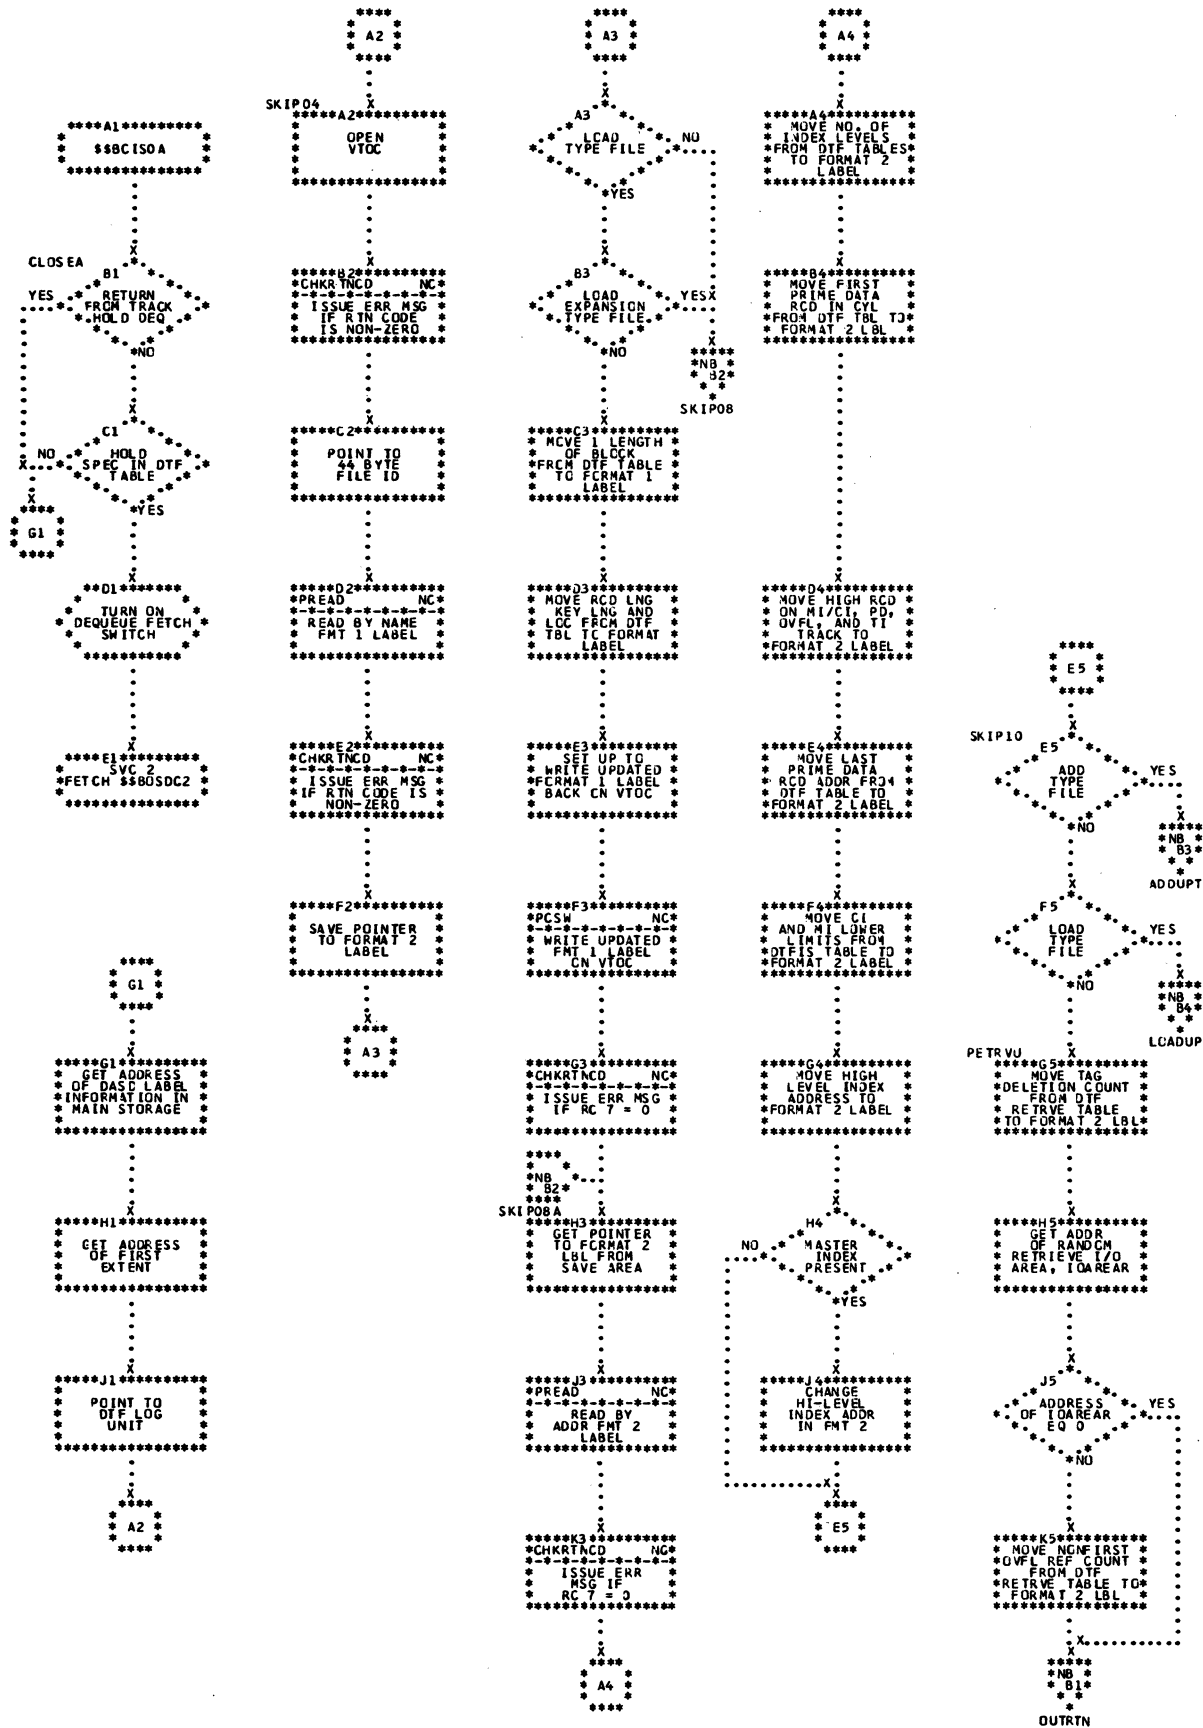 A2
A3
A4
SKIP04
A1
$$BCISOA
A2
OPEN
VTOC
A3
LOAD
TYPE FILE
NO
YES
A4
MOVE NO. OF
INDEX LEVELS
FROM DTF TABLES
TO FORMAT 2
LABEL
CLOSEA
B1
RETURN
FROM TRACK
HOLD DEQ
YES
NO
B2
CHKRTNCD NC
ISSUE ERR MSG
IF RTN CODE
IS NON-ZERO
B3
LOAD
EXPANSION
TYPE FILE
YES
NO
NB
B2
SKIP08
B4
MOVE FIRST
PRIME DATA
RCD IN CYL
FROM DTF TBL TO
FORMAT 2 LBL
C1
HOLD
SPEC IN DTF
TABLE
NO
YES
G1
C2
POINT TO
44 BYTE
FILE ID
C3
MOVE 1 LENGTH
OF BLOCK
FROM DTF TABLE
TO FORMAT 1
LABEL
D1
TURN ON
DEQUEUE FETCH
SWITCH
D2
PREAD NC
READ BY NAME
FMT 1 LABEL
D3
MOVE RCD LNG
KEY LNG AND
LOC FROM DTF
TBL TO FORMAT
LABEL
D4
MOVE HIGH RCD
ON MI/CI, PD,
OVFL, AND TI
TRACK TO
FORMAT 2 LABEL
E5
E1
SVC 2
FETCH $$BOSDC2
E2
CHKRTNCD NC
ISSUE ERR MSG
IF RTN CODE IS
NON-ZERO
E3
SET UP TO
WRITE UPDATED
FORMAT 1 LABEL
BACK ON VTOC
E4
MOVE LAST
PRIME DATA
RCD ADDR FROM
DTF TABLE TO
FORMAT 2 LABEL
SKIP10
E5
ADD
TYPE
FILE
YES
NO
NB
B3
ADDUPT
F2
SAVE POINTER
TO FORMAT 2
LABEL
A3
F3
PCSW NC
WRITE UPDATED
FMT 1 LABEL
ON VTOC
F4
MOVE CI
AND MI LOWER
LIMITS FROM
DTFIS TABLE TO
FORMAT 2 LABEL
F5
LOAD
TYPE
FILE
YES
NO
NB
B4
LOADUP
G1
G1
GET ADDRESS
OF DASD LABEL
INFORMATION IN
MAIN STORAGE
G3
CHKRTNCD NC
ISSUE ERR MSG
IF RC 7 = 0
G4
MOVE HIGH
LEVEL INDEX
ADDRESS TO
FORMAT 2 LABEL
PETRVU
G5
MOVE TAG
DELETION COUNT
FROM DTF
RETRVE TABLE
TO FORMAT 2 LBL
NB
B2
SKIP08A
H1
GET ADDRESS
OF FIRST
EXTENT
H3
GET POINTER
TO FORMAT 2
LBL FROM
SAVE AREA
H4
MASTER
INDEX
PRESENT
NO
YES
H5
GET ADDR
OF RANDOM
RETRIEVE I/O
AREA, IOAREAR
J1
POINT TO
DTF LOG
UNIT
A2
J3
PREAD NC
READ BY
ADDR FMT 2
LABEL
J4
CHANGE
HI-LEVEL
INDEX ADDR
IN FMT 2
E5
J5
ADDRESS
OF IOAREAR
EQ 0
YES
NO
K3
CHKRTNCD NC
ISSUE ERR
MSG IF
RC 7 = 0
A4
K5
MOVE NONFIRST
OVFL REF COUNT
FROM DTF
RETRVE TABLE TO
FORMAT 2 LBL
NB
B1
OUTRTN